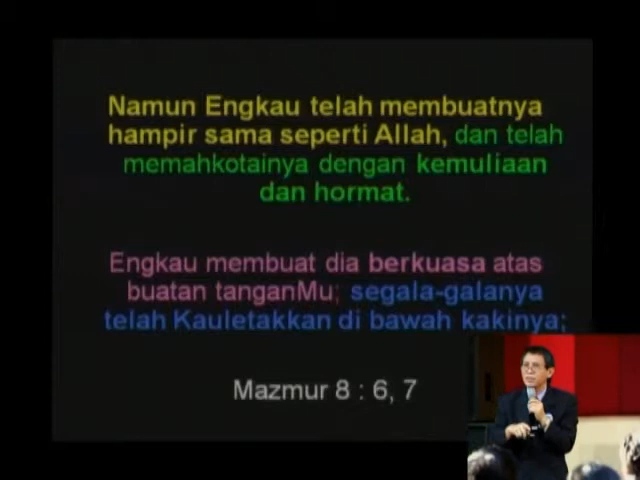 Namun Engkau telah membuatnya
hampir sama seperti Allah, dan telah
memahkotainya dengan kemuliaan
dan hormat.
Engkau membuat dia berkuasa atas
buatan tanganMu; segala-galanya
telah Kauletakkan di bawah kakinya;
Mazmur 8 : 6, 7